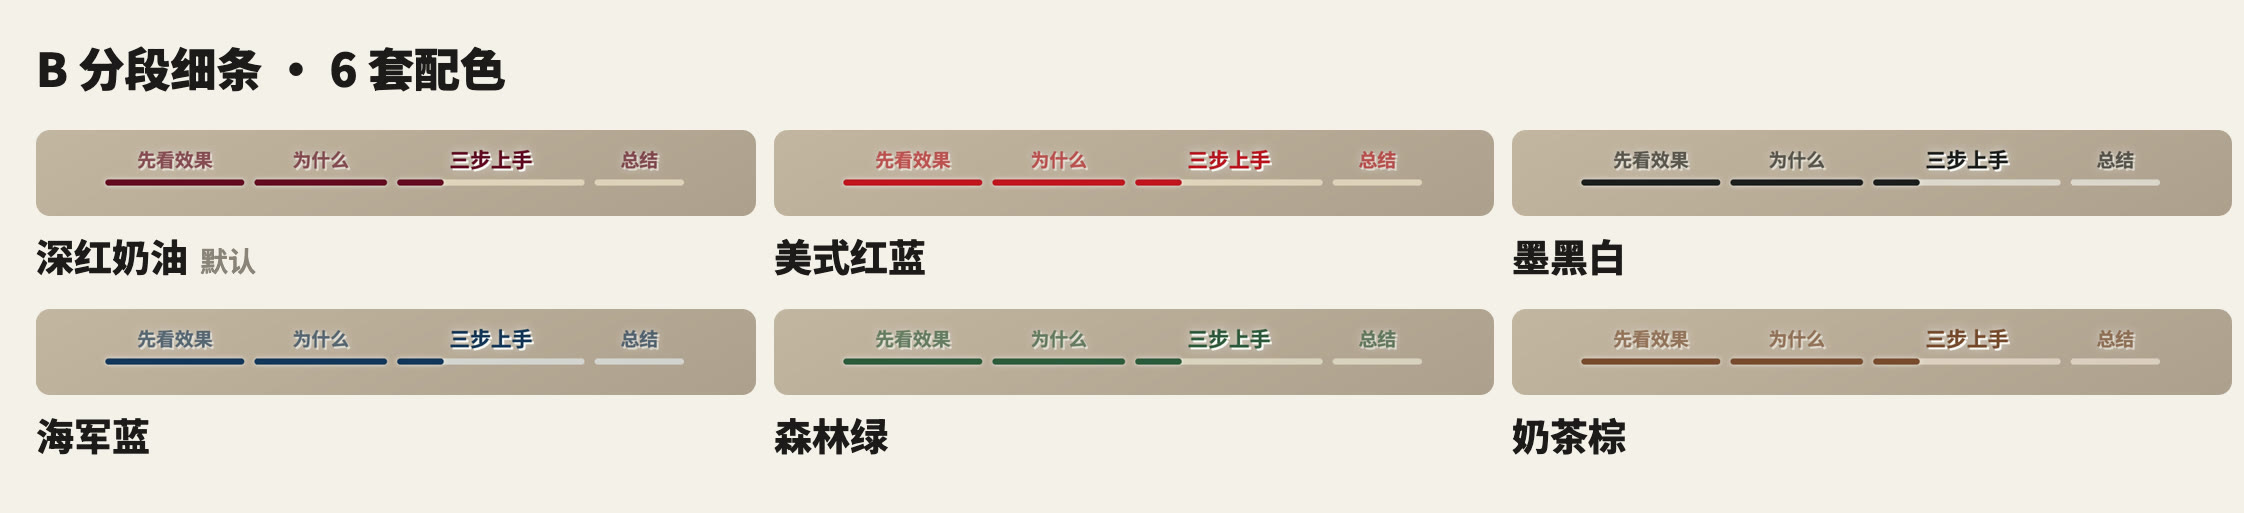 B 分段细条 · 6 套配色
先看效果 为什么 三步上手 总结
先看效果 为什么 三步上手 总结
先看效果 为什么 三步上手 总结
深红奶油 默认
美式红蓝
墨黑白
先看效果 为什么 三步上手 总结
先看效果 为什么 三步上手 总结
先看效果 为什么 三步上手 总结
海军蓝
森林绿
奶茶棕